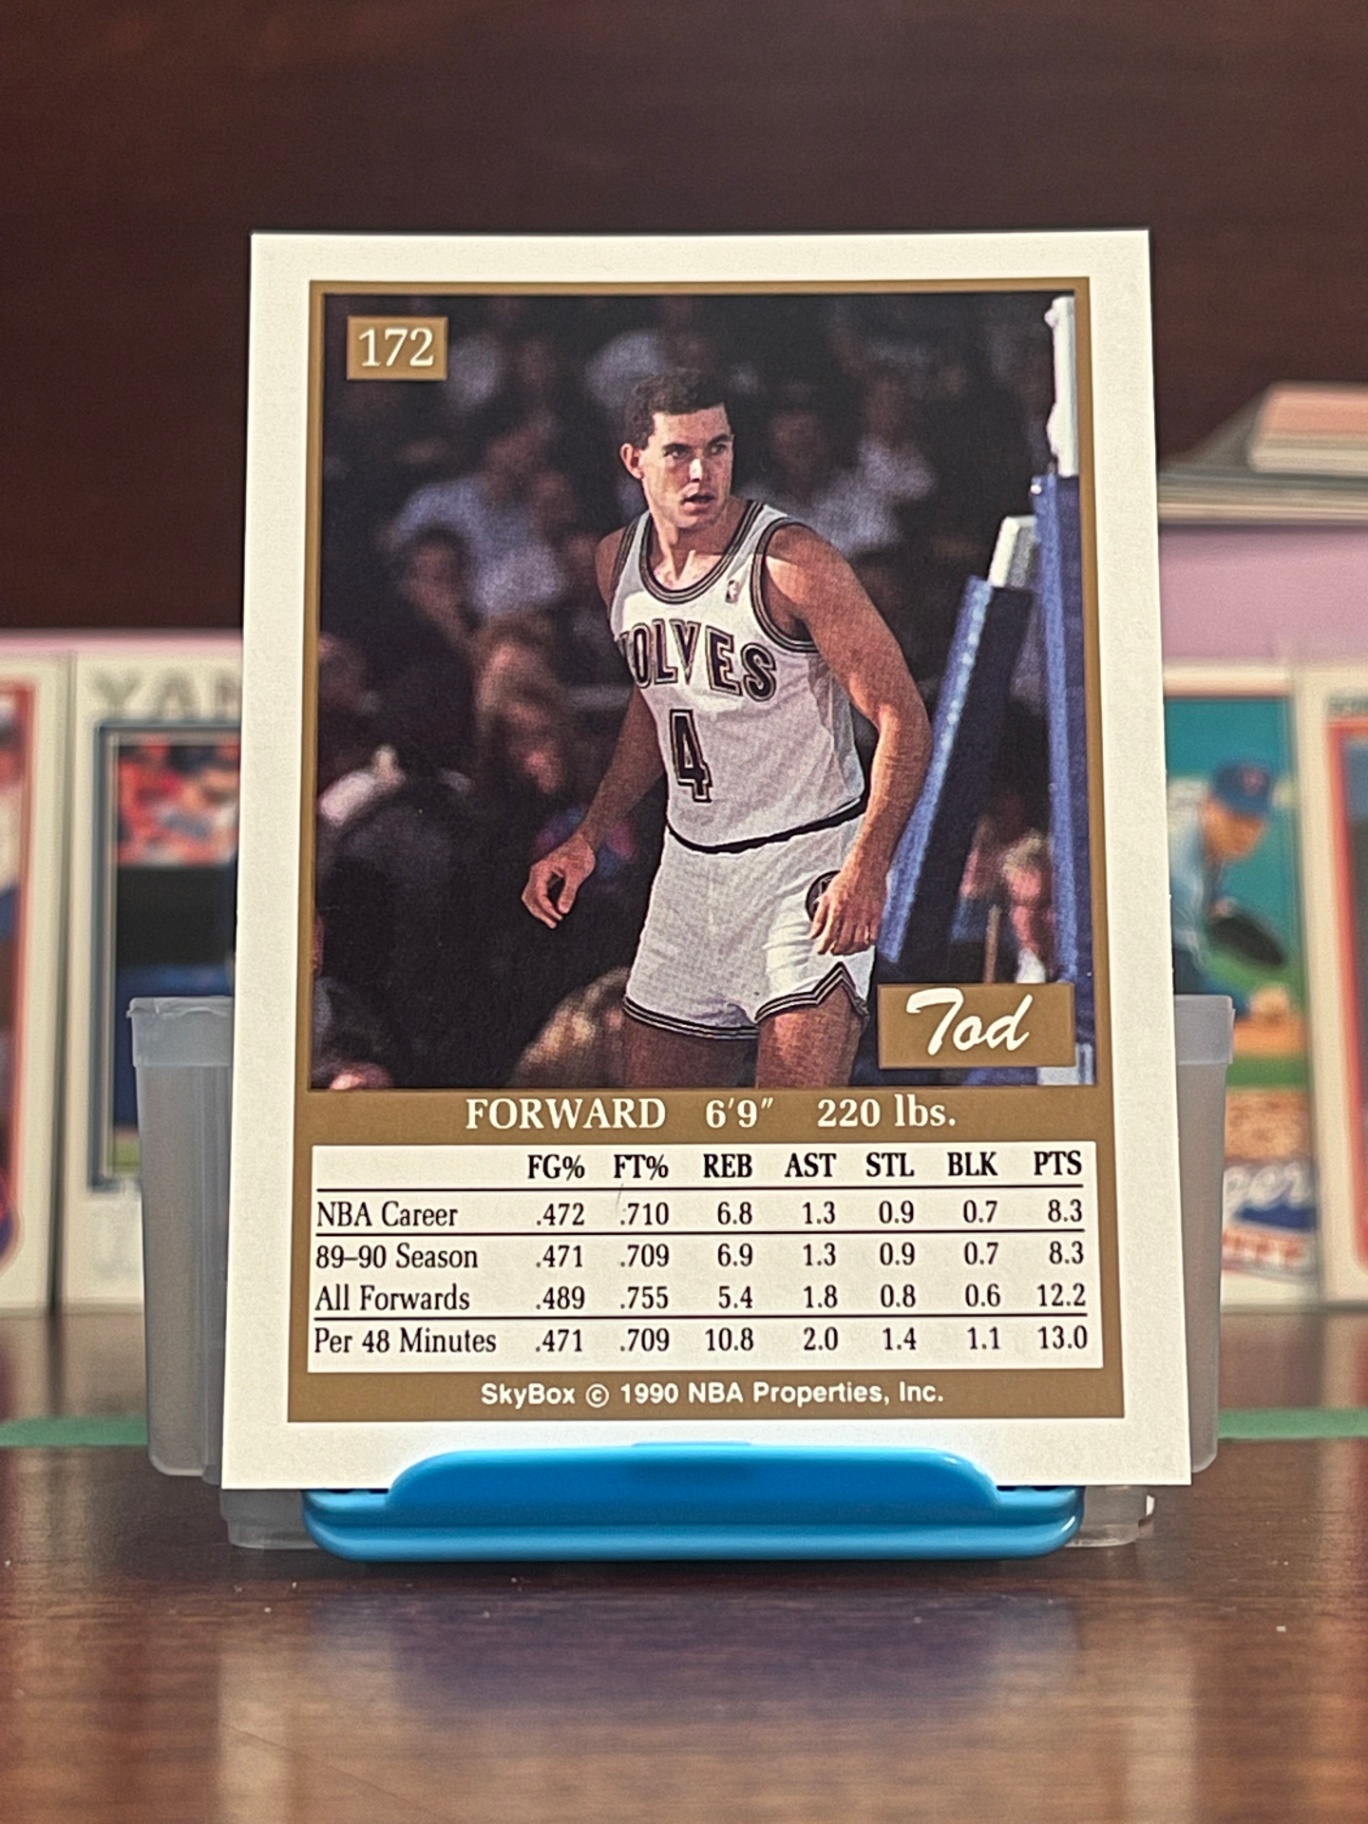 172
WOLVES
4
Tod
FORWARD 6'9" 220 lbs.
FG% FT% REB AST STL BLK PTS
NBA Career .472 .710 6.8 1.3 0.9 0.7 8.3
89–90 Season .471 .709 6.9 1.3 0.9 0.7 8.3
All Forwards .489 .755 5.4 1.8 0.8 0.6 12.2
Per 48 Minutes .471 .709 10.8 2.0 1.4 1.1 13.0
SkyBox © 1990 NBA Properties, Inc.
YAN